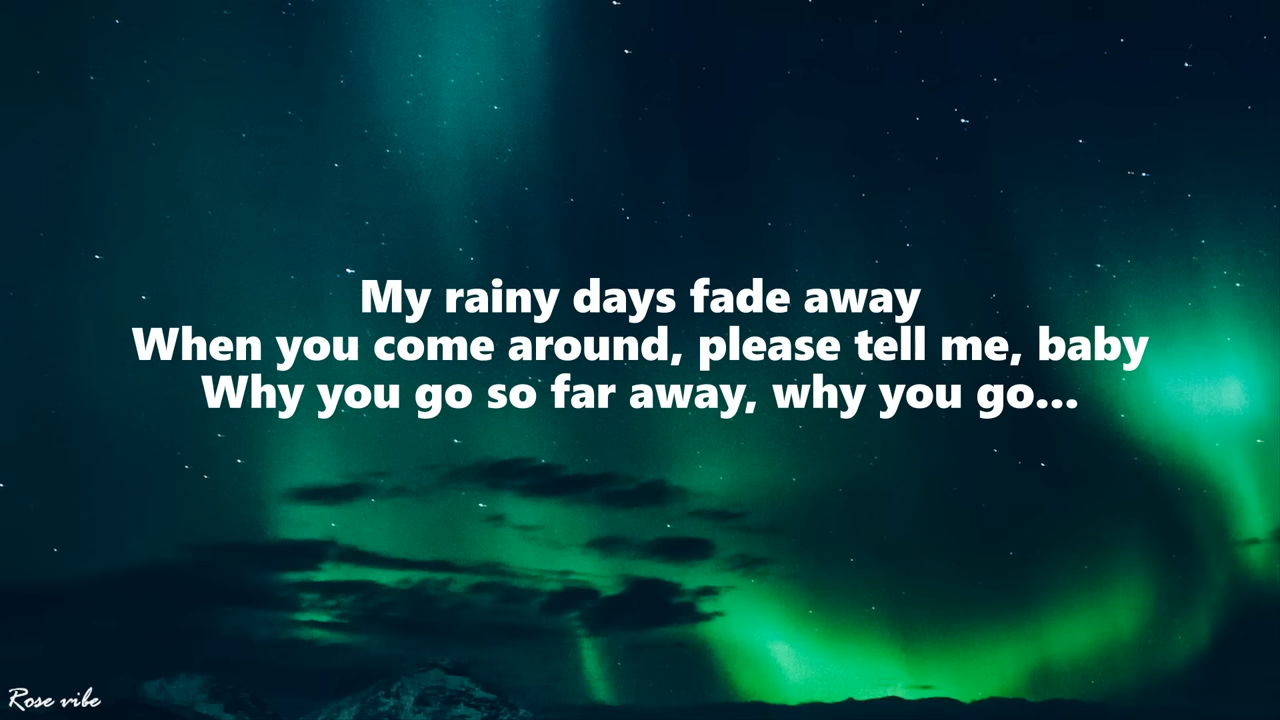 My rainy days fade away
When you come around, please tell me, baby
Why you go so far away, why you go...
Rose vibe